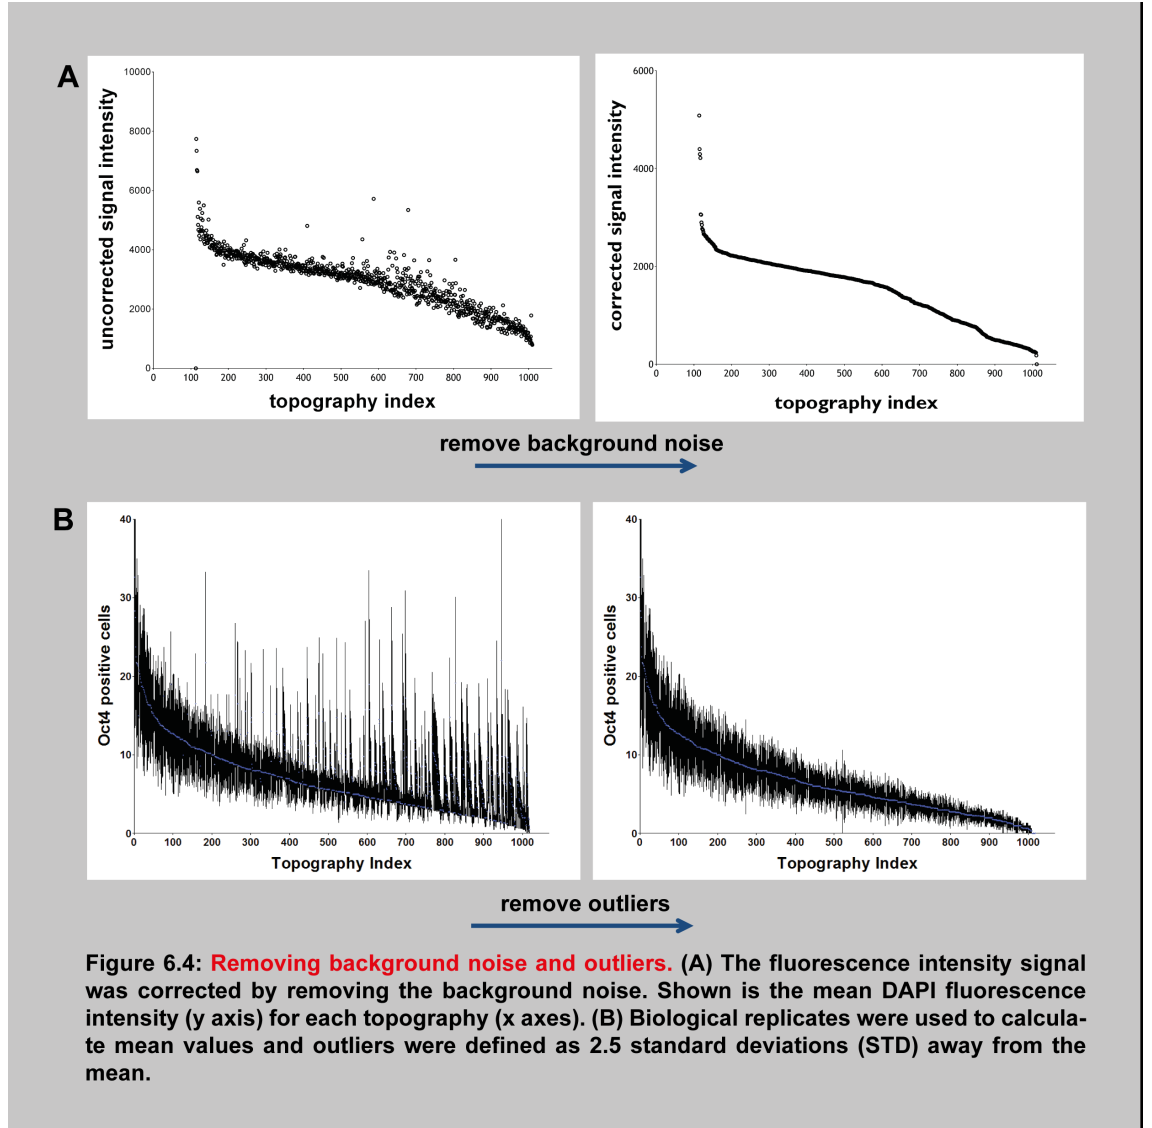 A
uncorrected signal intensity
10000
8000
6000
4000
2000
0
0 100 200 300 400 500 600 700 800 900 1000
topography index
corrected signal intensity
6000
4000
2000
0
0 100 200 300 400 500 600 700 800 900 1000
topography index
remove background noise
B
Oct4 positive cells
40
30
20
10
0
0 100 200 300 400 500 600 700 800 900 1000
Topography Index
Oct4 positive cells
40
30
20
10
0
0 100 200 300 400 500 600 700 800 900 1000
Topography Index
remove outliers
Figure 6.4: Removing background noise and outliers. (A) The fluorescence intensity signal
was corrected by removing the background noise. Shown is the mean DAPI fluorescence
intensity (y axis) for each topography (x axes). (B) Biological replicates were used to calcula-
te mean values and outliers were defined as 2.5 standard deviations (STD) away from the
mean.